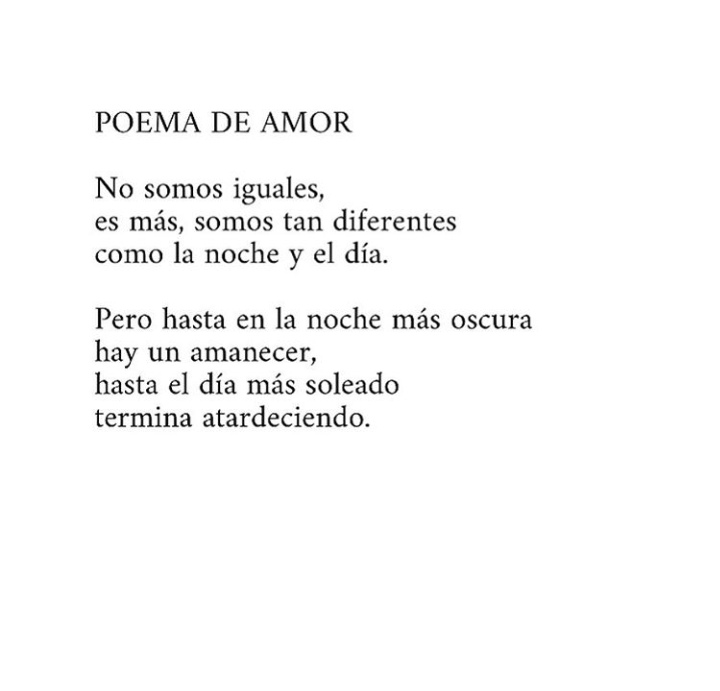 POEMA DE AMOR
No somos iguales,
es más, somos tan diferentes
como la noche y el día.
Pero hasta en la noche más oscura
hay un amanecer,
hasta el día más soleado
termina atardeciendo.